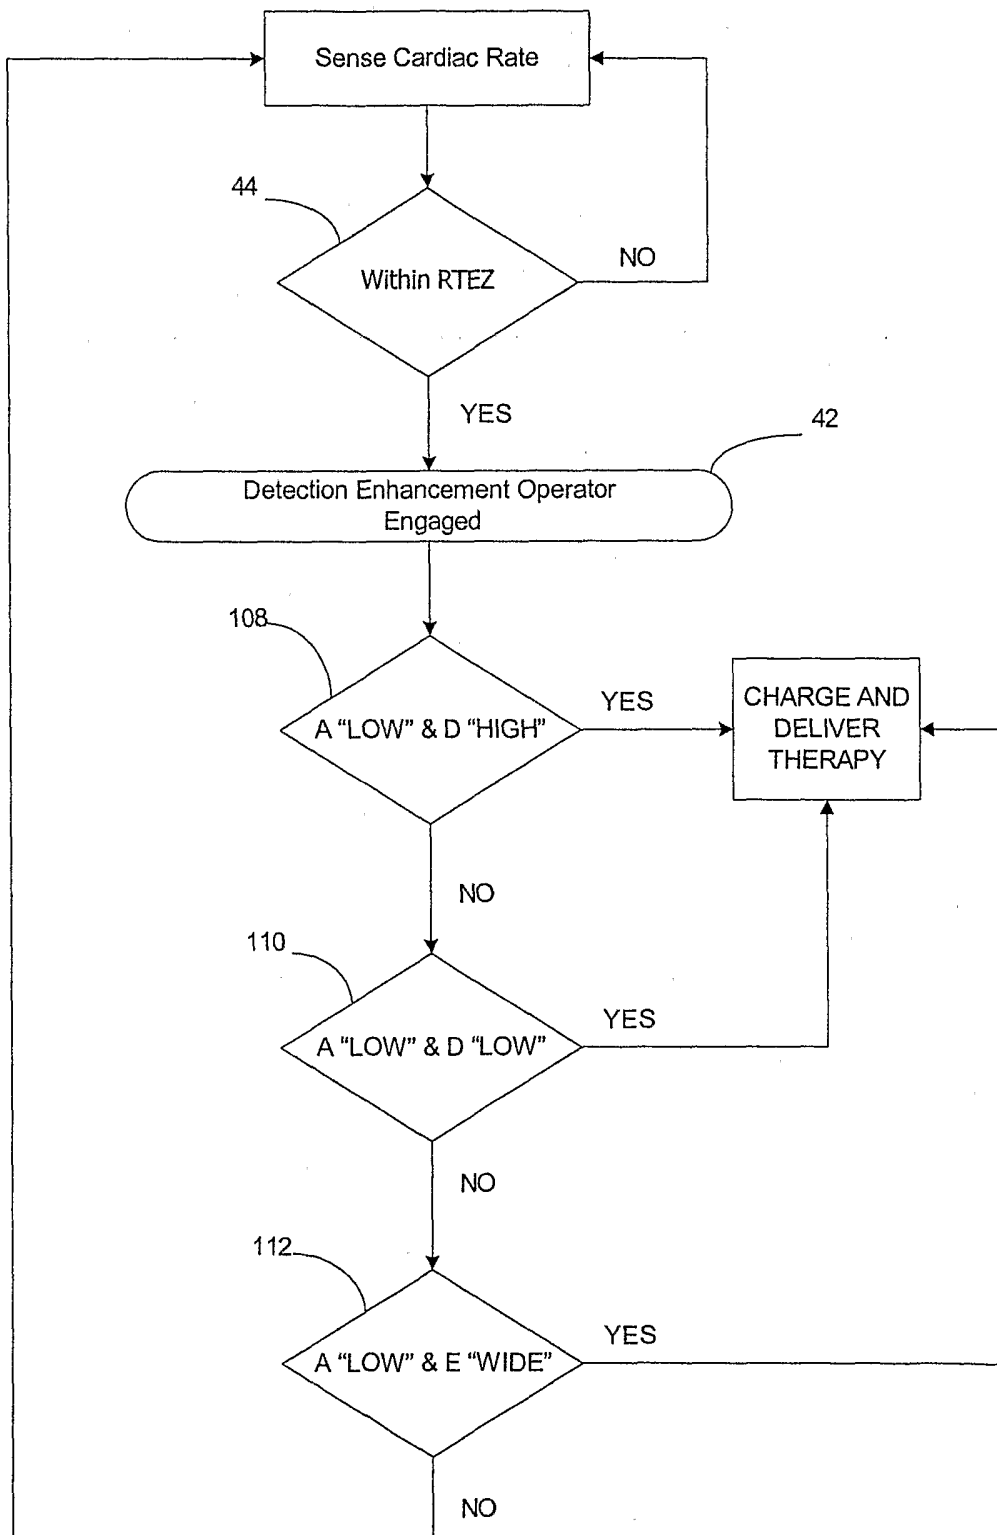 Sense Cardiac Rate
44
Within RTEZ
NO
YES
42
Detection Enhancement Operator
Engaged
108
A “LOW” & D “HIGH”
YES
CHARGE AND
DELIVER
THERAPY
NO
110
A “LOW” & D “LOW”
YES
NO
112
A “LOW” & E “WIDE”
YES
NO